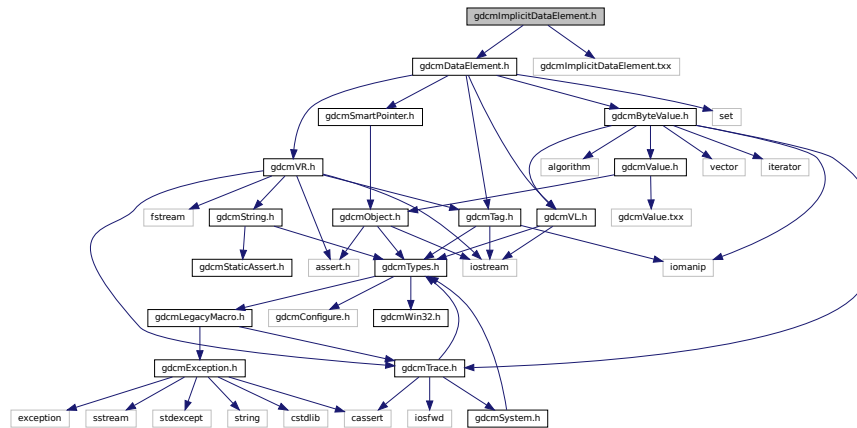 gdcmImplicitDataElement.h
gdcmDataElement.h
gdcmImplicitDataElement.txx
gdcmSmartPointer.h
gdcmByteValue.h
set
gdcmVR.h
algorithm
gdcmValue.h
vector
iterator
fstream
gdcmString.h
gdcmObject.h
gdcmTag.h
gdcmVL.h
gdcmValue.txx
gdcmStaticAssert.h
assert.h
gdcmTypes.h
iostream
iomanip
gdcmLegacyMacro.h
gdcmConfigure.h
gdcmWin32.h
gdcmException.h
gdcmTrace.h
exception
sstream
stdexcept
string
cstdlib
cassert
iosfwd
gdcmSystem.h